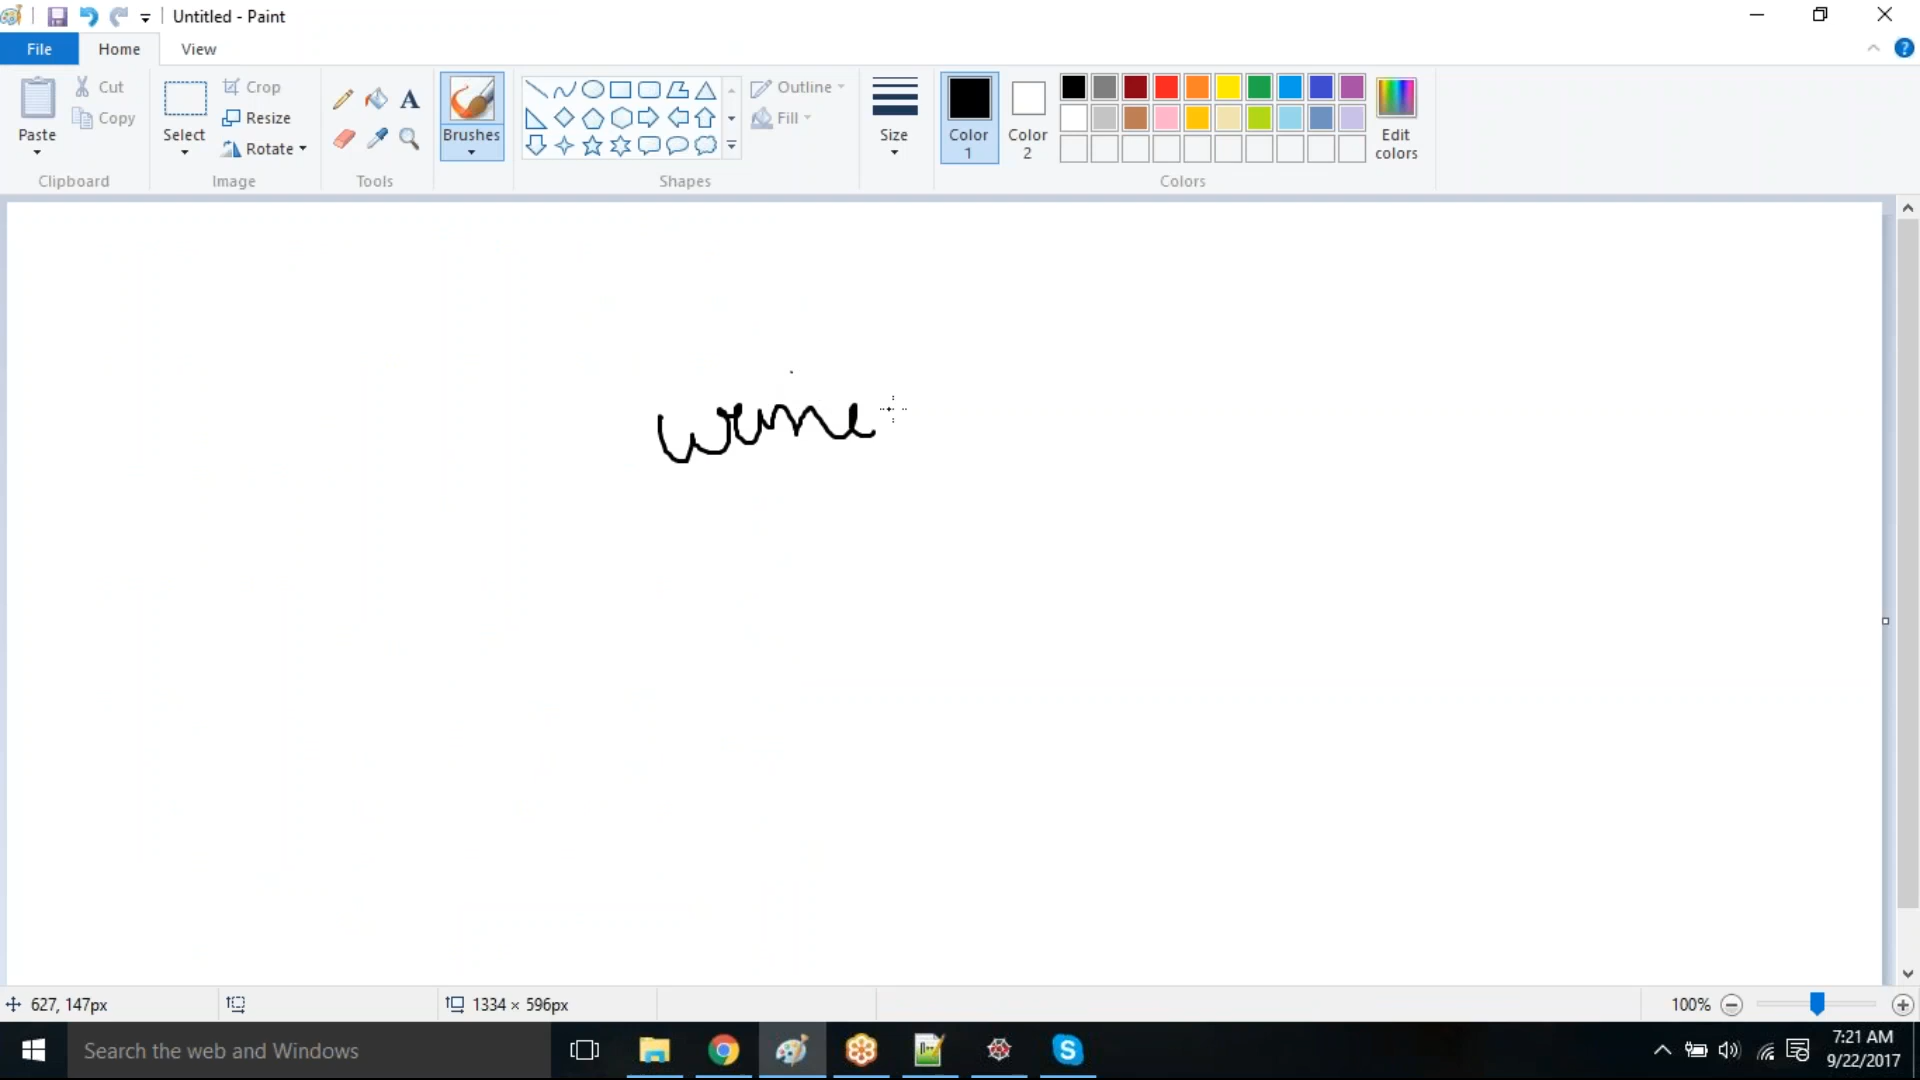 Untitled - Paint
File Home View
Paste Cut Copy Clipboard
Select Crop Resize Rotate Image
Tools
Brushes
Shapes
Outline Fill
Size
Color 1 Color 2 Edit colors Colors
wine
627, 147px 1334 × 596px 100%
Search the web and Windows
7:21 AM
9/22/2017